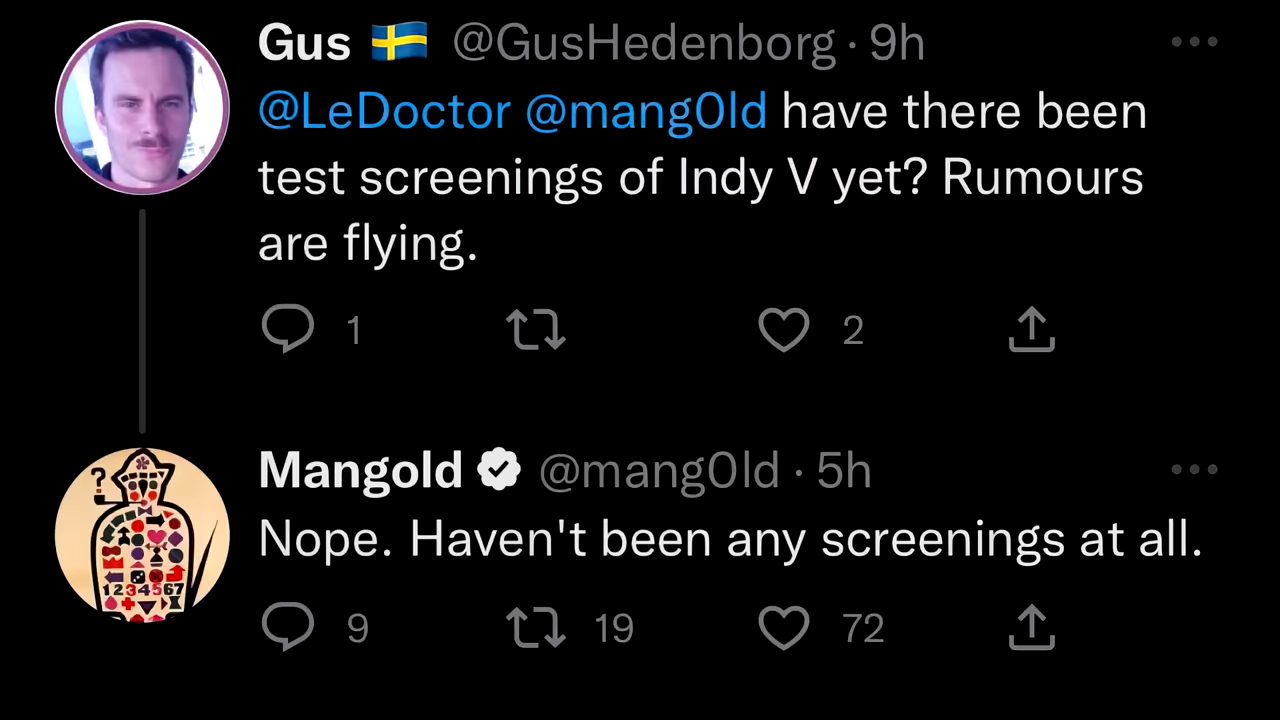 Gus 🇸🇪 @GusHedenborg · 9h
@LeDoctor @mang0ld have there been
test screenings of Indy V yet? Rumours
are flying.
1 2
?
Mangold @mang0ld · 5h
Nope. Haven't been any screenings at all.
1234567
9 19 72